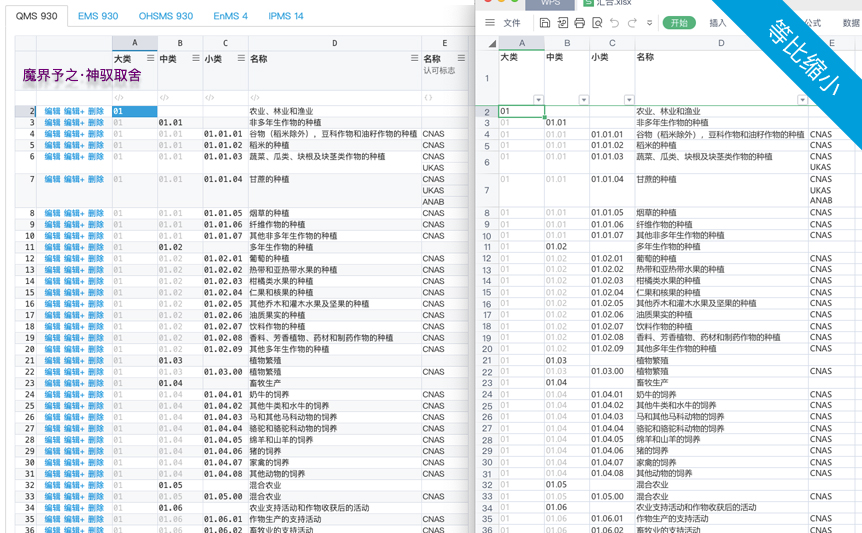 QMS 930 EMS 930 OHSMS 930 EnMS 4 IPMS 14
A B C D E
大类 中类 小类 名称 名称
认可标志
魔界予之·神驭取舍
</> </> </> </> {}
2 编辑 编辑+ 删除 01 农业、林业和渔业
3 编辑 编辑+ 删除 01 01.01 非多年生作物的种植
4 编辑 编辑+ 删除 01 01.01 01.01.01 谷物（稻米除外），豆科作物和油籽作物的种植 CNAS
5 编辑 编辑+ 删除 01 01.01 01.01.02 稻米的种植 CNAS
6 编辑 编辑+ 删除 01 01.01 01.01.03 蔬菜、瓜类、块根及块茎类作物的种植 CNAS
UKAS
7 编辑 编辑+ 删除 01 01.01 01.01.04 甘蔗的种植 CNAS
UKAS
ANAB
8 编辑 编辑+ 删除 01 01.01 01.01.05 烟草的种植 CNAS
9 编辑 编辑+ 删除 01 01.01 01.01.06 纤维作物的种植 CNAS
10 编辑 编辑+ 删除 01 01.01 01.01.07 其他非多年生作物的种植 CNAS
11 编辑 编辑+ 删除 01 01.02 多年生作物的种植
12 编辑 编辑+ 删除 01 01.02 01.02.01 葡萄的种植 CNAS
13 编辑 编辑+ 删除 01 01.02 01.02.02 热带和亚热带水果的种植 CNAS
14 编辑 编辑+ 删除 01 01.02 01.02.03 柑橘类水果的种植 CNAS
15 编辑 编辑+ 删除 01 01.02 01.02.04 仁果和核果的种植 CNAS
16 编辑 编辑+ 删除 01 01.02 01.02.05 其他乔木和灌木水果及坚果的种植 CNAS
17 编辑 编辑+ 删除 01 01.02 01.02.06 油质果实的种植 CNAS
18 编辑 编辑+ 删除 01 01.02 01.02.07 饮料作物的种植 CNAS
19 编辑 编辑+ 删除 01 01.02 01.02.08 香料、芳香植物、药材和制药作物的种植 CNAS
20 编辑 编辑+ 删除 01 01.02 01.02.09 其他多年生作物的种植 CNAS
21 编辑 编辑+ 删除 01 01.03 植物繁殖
22 编辑 编辑+ 删除 01 01.03 01.03.00 植物繁殖 CNAS
23 编辑 编辑+ 删除 01 01.04 畜牧生产
24 编辑 编辑+ 删除 01 01.04 01.04.01 奶牛的饲养 CNAS
25 编辑 编辑+ 删除 01 01.04 01.04.02 其他牛类和水牛的饲养 CNAS
26 编辑 编辑+ 删除 01 01.04 01.04.03 马和其他马科动物的饲养 CNAS
27 编辑 编辑+ 删除 01 01.04 01.04.04 骆驼和骆驼科动物的饲养 CNAS
28 编辑 编辑+ 删除 01 01.04 01.04.05 绵羊和山羊的饲养 CNAS
29 编辑 编辑+ 删除 01 01.04 01.04.06 猪的饲养 CNAS
30 编辑 编辑+ 删除 01 01.04 01.04.07 家禽的饲养 CNAS
31 编辑 编辑+ 删除 01 01.04 01.04.08 其他动物的饲养 CNAS
32 编辑 编辑+ 删除 01 01.05 混合农业
33 编辑 编辑+ 删除 01 01.05 01.05.00 混合农业 CNAS
34 编辑 编辑+ 删除 01 01.06 农业支持活动和作物收获后的活动
35 编辑 编辑+ 删除 01 01.06 01.06.01 作物生产的支持活动 CNAS
36 编辑 编辑+ 删除 01 01.06 01.06.02 畜牧业的支持活动 CNAS
WPS 汇合.xlsx
文件 开始 插入 公式 数据
等比缩小
A B C D E
1 大类 中类 小类 名称
2 01 农业、林业和渔业
3 01 01.01 非多年生作物的种植
4 01 01.01 01.01.01 谷物（稻米除外），豆科作物和油籽作物的种植 CNAS
5 01 01.01 01.01.02 稻米的种植 CNAS
6 01 01.01 01.01.03 蔬菜、瓜类、块根及块茎类作物的种植 CNAS
UKAS
7 01 01.01 01.01.04 甘蔗的种植 CNAS
UKAS
ANAB
8 01 01.01 01.01.05 烟草的种植 CNAS
9 01 01.01 01.01.06 纤维作物的种植 CNAS
10 01 01.01 01.01.07 其他非多年生作物的种植 CNAS
11 01 01.02 多年生作物的种植
12 01 01.02 01.02.01 葡萄的种植 CNAS
13 01 01.02 01.02.02 热带和亚热带水果的种植 CNAS
14 01 01.02 01.02.03 柑橘类水果的种植 CNAS
15 01 01.02 01.02.04 仁果和核果的种植 CNAS
16 01 01.02 01.02.05 其他乔木和灌木水果及坚果的种植 CNAS
17 01 01.02 01.02.06 油质果实的种植 CNAS
18 01 01.02 01.02.07 饮料作物的种植 CNAS
19 01 01.02 01.02.08 香料、芳香植物、药材和制药作物的种植 CNAS
20 01 01.02 01.02.09 其他多年生作物的种植 CNAS
21 01 01.03 植物繁殖
22 01 01.03 01.03.00 植物繁殖 CNAS
23 01 01.04 畜牧生产
24 01 01.04 01.04.01 奶牛的饲养 CNAS
25 01 01.04 01.04.02 其他牛类和水牛的饲养 CNAS
26 01 01.04 01.04.03 马和其他马科动物的饲养 CNAS
27 01 01.04 01.04.04 骆驼和骆驼科动物的饲养 CNAS
28 01 01.04 01.04.05 绵羊和山羊的饲养 CNAS
29 01 01.04 01.04.06 猪的饲养 CNAS
30 01 01.04 01.04.07 家禽的饲养 CNAS
31 01 01.04 01.04.08 其他动物的饲养 CNAS
32 01 01.05 混合农业
33 01 01.05 01.05.00 混合农业 CNAS
34 01 01.06 农业支持活动和作物收获后的活动
35 01 01.06 01.06.01 作物生产的支持活动 CNAS
36 01 01.06 01.06.02 畜牧业的支持活动 CNAS